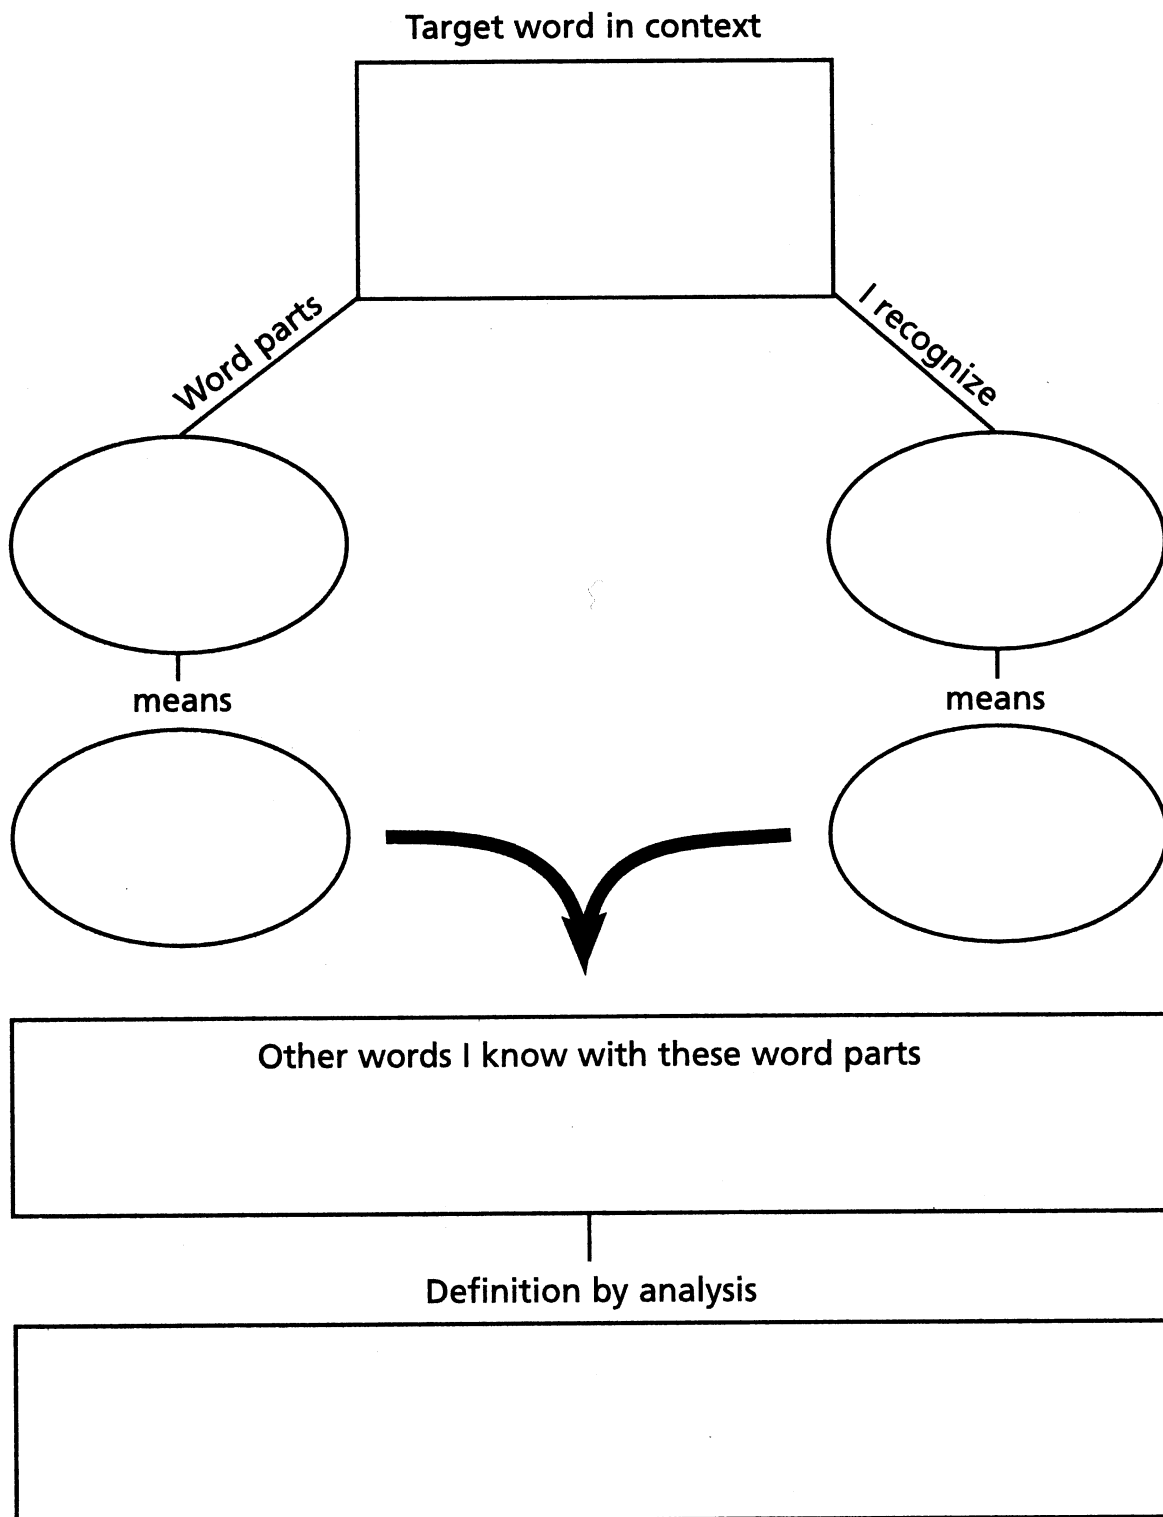 Target word in context
Word parts
I recognize
means
means
Other words I know with these word parts
Definition by analysis